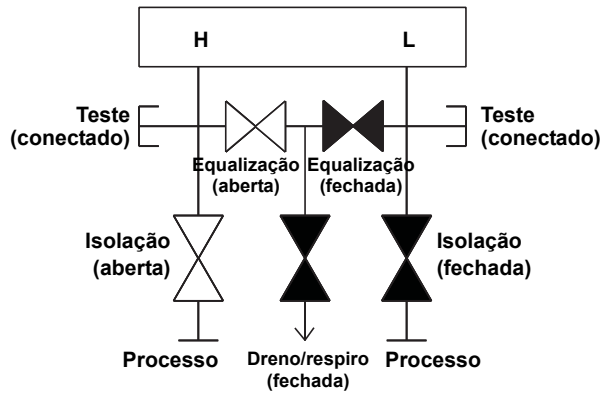 H
L
Teste
(conectado)
Teste
(conectado)
Equalização
(aberta)
Equalização
(fechada)
Isolação
(aberta)
Isolação
(fechada)
Processo
Dreno/respiro
(fechada)
Processo